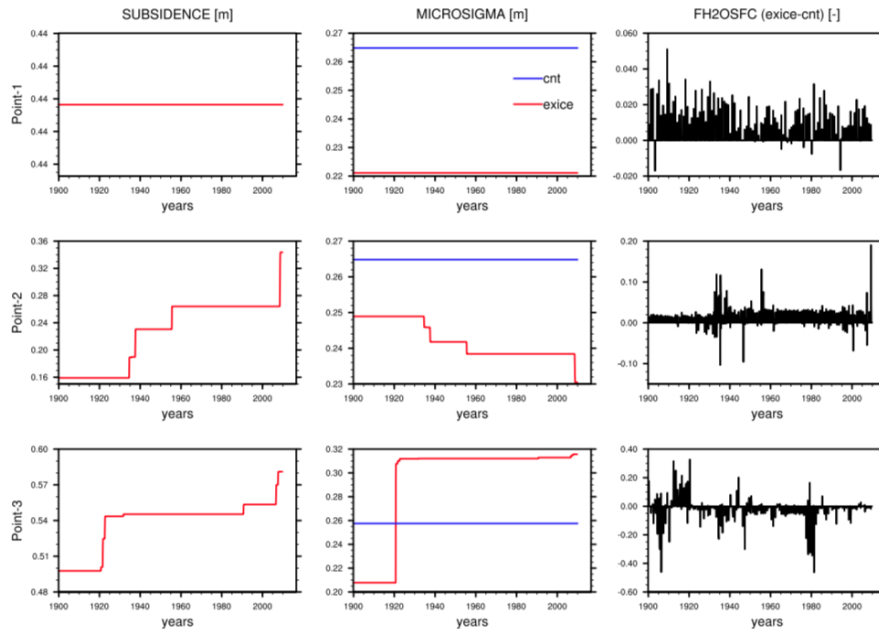 SUBSIDENCE [m] MICROSIGMA [m] FH2OSFC (exice-cnt) [-]
Point-1
0.44
0.44
0.44
0.44
0.44
1900 1920 1940 1960 1980 2000
years
0.27
0.26
0.25
0.24
0.23
0.22
cnt
exice
1900 1920 1940 1960 1980 2000
years
0.060
0.040
0.020
0.000
-0.020
1900 1920 1940 1960 1980 2000
years
Point-2
0.36
0.32
0.28
0.24
0.20
0.16
1900 1920 1940 1960 1980 2000
years
0.27
0.26
0.25
0.24
0.23
1900 1920 1940 1960 1980 2000
years
0.20
0.10
0.00
-0.10
1900 1920 1940 1960 1980 2000
years
Point-3
0.60
0.57
0.54
0.51
0.48
1900 1920 1940 1960 1980 2000
years
0.32
0.30
0.28
0.26
0.24
0.22
0.20
1900 1920 1940 1960 1980 2000
years
0.40
0.20
0.00
-0.20
-0.40
-0.60
1900 1920 1940 1960 1980 2000
years